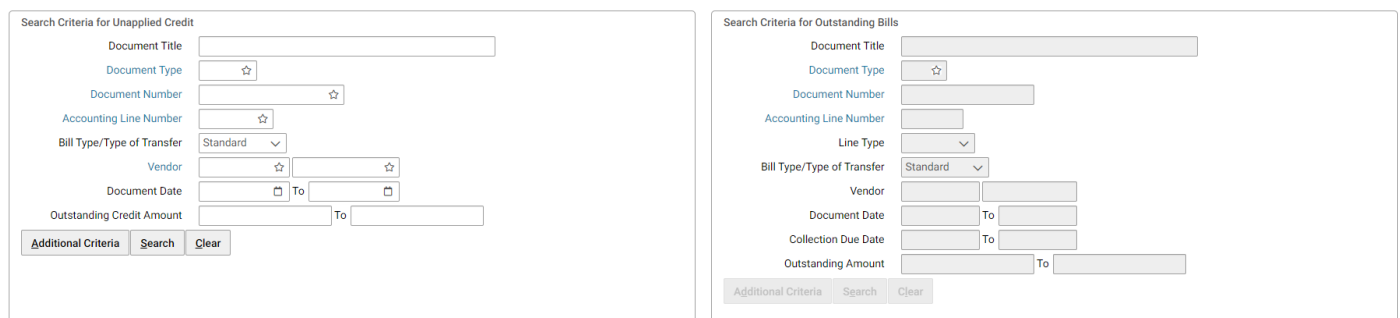 Search Criteria for Unapplied Credit
Document Title
Document Type
Document Number
Accounting Line Number
Bill Type/Type of Transfer Standard
Vendor
Document Date To
Outstanding Credit Amount To
Additional Criteria Search Clear
Search Criteria for Outstanding Bills
Document Title
Document Type
Document Number
Accounting Line Number
Line Type
Bill Type/Type of Transfer Standard
Vendor
Document Date To
Collection Due Date To
Outstanding Amount To
Additional Criteria Search Clear